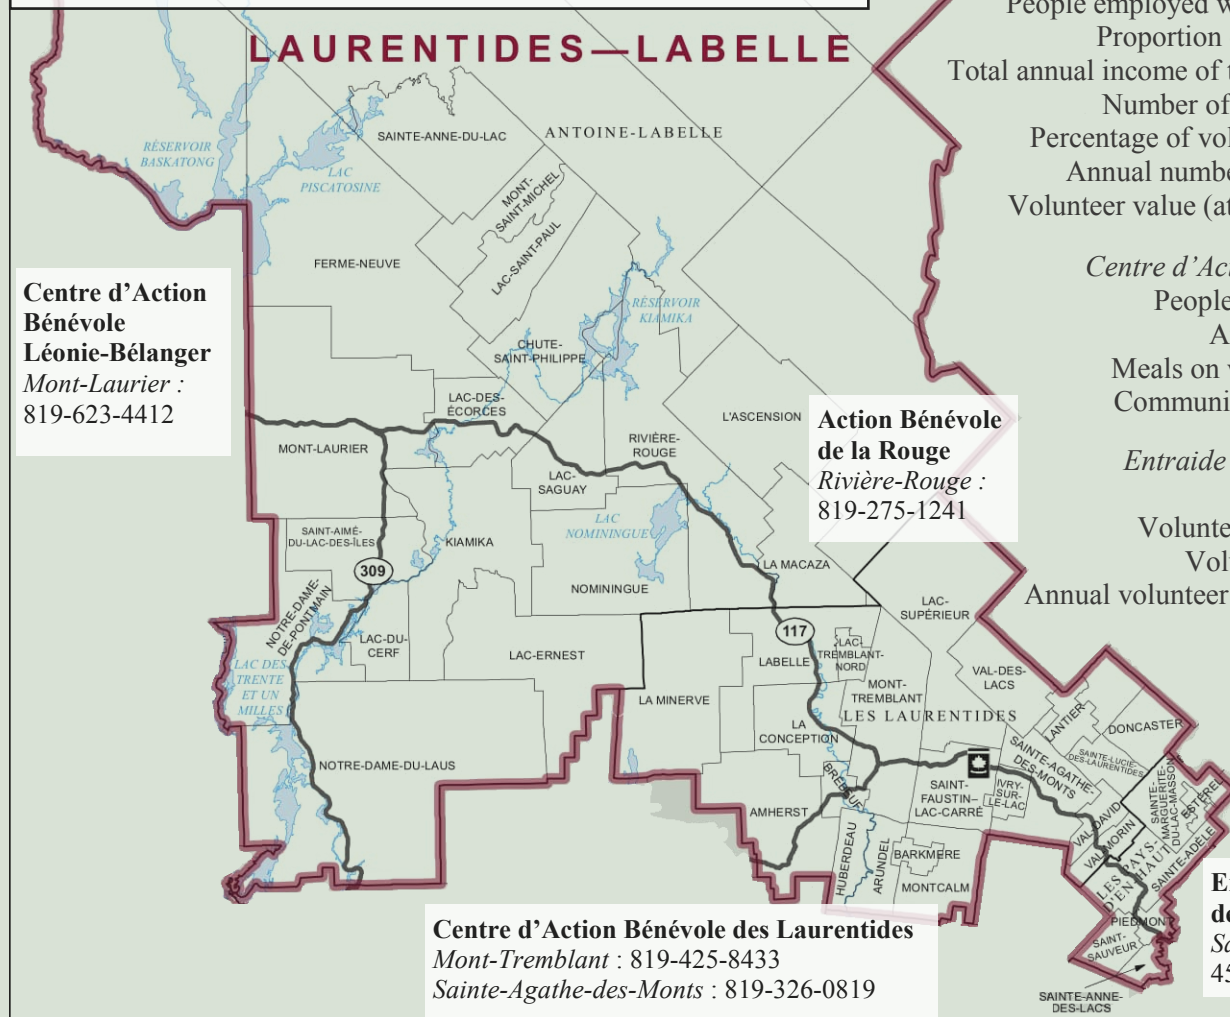 People employed
Proportion
LAURENTIDES—LABELLE
Total annual income of
Number of
SAINTE-ANNE-DU-LAC
ANTOINE-LABELLE
Percentage of
RÉSERVOIR
BASKATONG
LAC
PISCATOSINE
Annual
MONT-
SAINT-MICHEL
Volunteer value
LAC-SAINT-PAUL
FERME-NEUVE
Centre d'
People
RÉSERVOIR
KIAMIKA
Centre d'Action
Bénévole
Léonie-Bélanger
Mont-Laurier :
819-623-4412
CHUTE-
SAINT-PHILIPPE
Meals on
LAC-DES-
ÉCORCES
L'ASCENSION
Action Bénévole
de la Rouge
Rivière-Rouge :
819-275-1241
MONT-LAURIER
RIVIÈRE-
ROUGE
Entraide
LAC-
SAGUAY
LAC
NOMININGUE
SAINT-AIMÉ-
DU-LAC-DES-ÎLES
KIAMIKA
309
LA MACAZA
NOMININGUE
Annual volunteer
NOTRE-DAME-
DE-PONTMAIN
LAC-
SUPÉRIEUR
117
LAC-DU-
CERF
LAC-ERNEST
LABELLE
LAC-
TREMBLANT-
NORD
LAC DES
TRENTE
ET UN
MILLES
VAL-DES-
LACS
LA MINERVE
MONT-
TREMBLANT
LES LAURENTIDES
LANTIER
DONCASTER
LA
CONCEPTION
SAINTE-AGATHE-
DES-MONTS
SAINTE-LUCIE-
DES-LAURENTIDES
NOTRE-DAME-DU-LAUS
BRÉBEUF
SAINT-
FAUSTIN–
LAC-CARRÉ
IVRY-
SUR-
LE-LAC
SAINTE-
MARGUERITE-
DU-LAC-MASSON
ESTÉREL
AMHERST
VAL-DAVID
VAL-MORIN
HUBERDEAU
ARUNDEL
BARKMERE
MONTCALM
LES PAYS-
D'EN-HAUT
SAINTE-ADÈLE
PIEDMONT
SAINT-
SAUVEUR
SAINTE-ANNE-
DES-LACS
Centre d'Action Bénévole des Laurentides
Mont-Tremblant : 819-425-8433
Sainte-Agathe-des-Monts : 819-326-0819